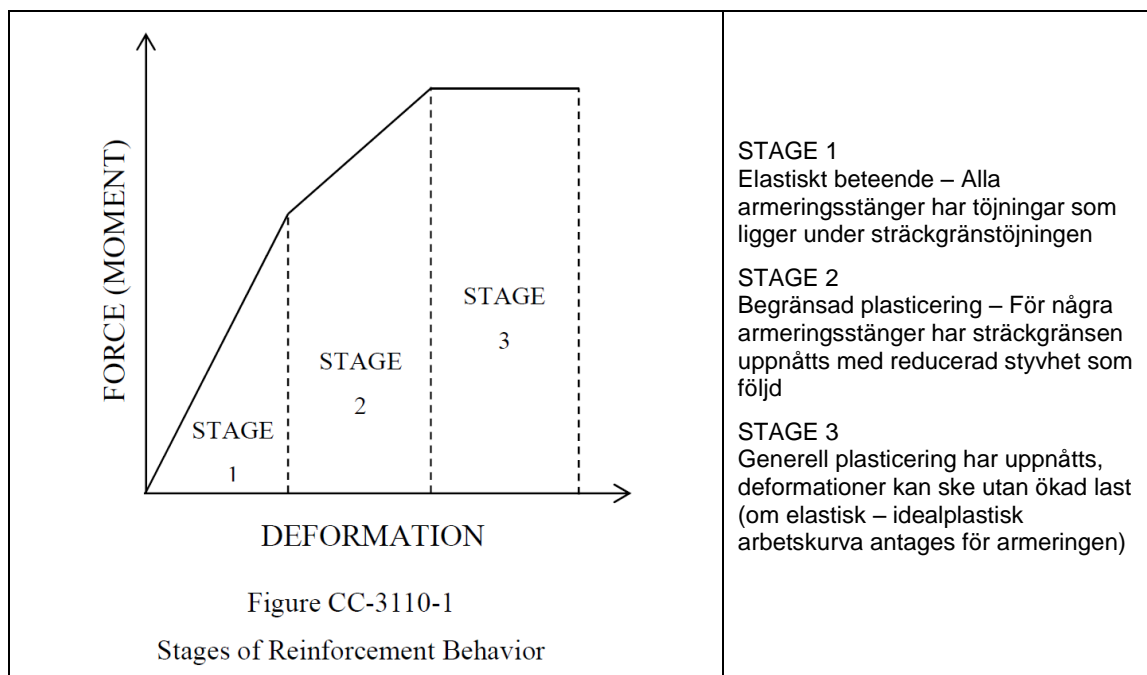 FORCE (MOMENT)
STAGE
1
STAGE
2
STAGE
3
DEFORMATION
Figure CC-3110-1
Stages of Reinforcement Behavior
STAGE 1
Elastiskt beteende – Alla
armeringsstänger har töjningar som
ligger under sträckgränstöjningen
STAGE 2
Begränsad plasticering – För några
armeringsstänger har sträckgränsen
uppnåtts med reducerad styvhet som
följd
STAGE 3
Generell plasticering har uppnåtts,
deformationer kan ske utan ökad last
(om elastisk – idealplastisk
arbetskurva antages för armeringen)